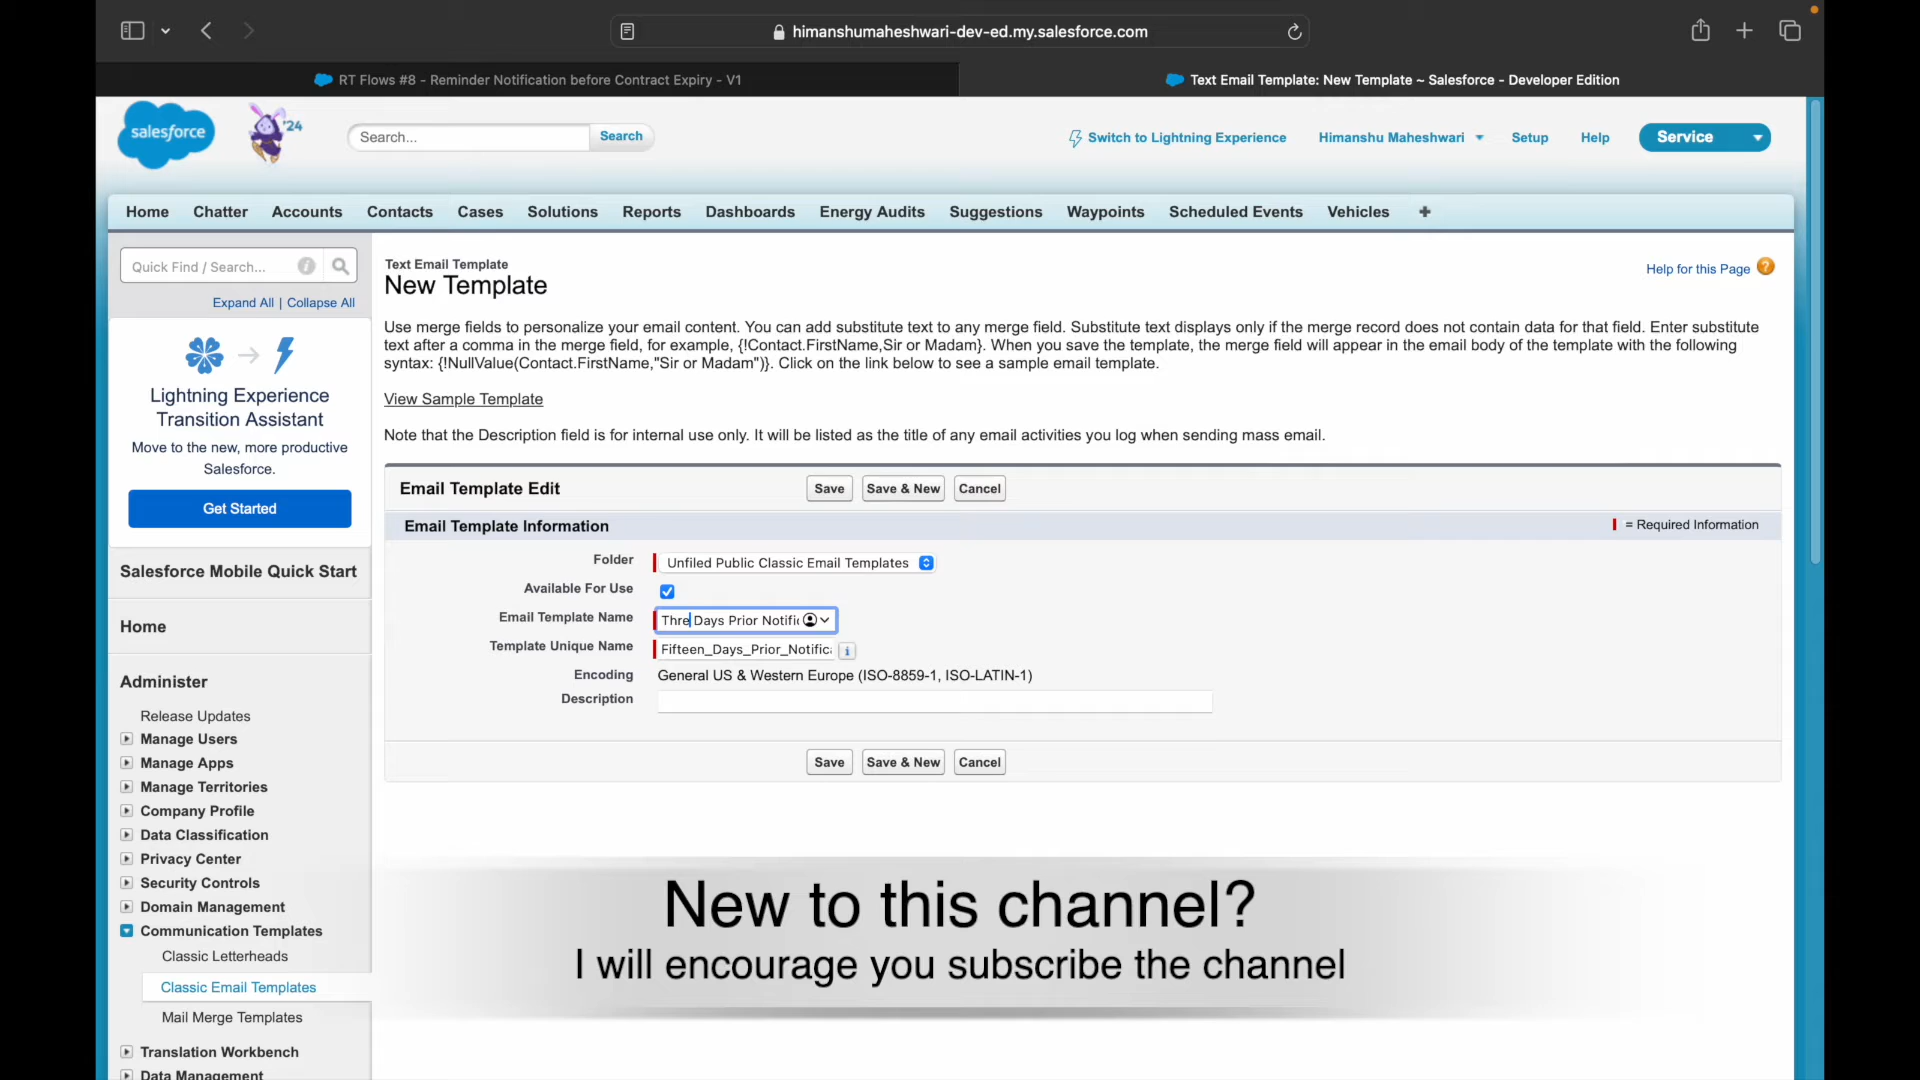 himanshumaheshwari-dev-ed.my.salesforce.com
RT Flows #8 - Reminder Notification before Contract Expiry - V1
Text Email Template: New Template ~ Salesforce - Developer Edition
salesforce
'24
Search...
Search
Switch to Lightning Experience
Himanshu Maheshwari
Setup
Help
Service
Home
Chatter
Accounts
Contacts
Cases
Solutions
Reports
Dashboards
Energy Audits
Suggestions
Waypoints
Scheduled Events
Vehicles
Quick Find / Search...
Expand All | Collapse All
Lightning Experience
Transition Assistant
Move to the new, more productive
Salesforce.
Get Started
Salesforce Mobile Quick Start
Home
Administer
Release Updates
Manage Users
Manage Apps
Manage Territories
Company Profile
Data Classification
Privacy Center
Security Controls
Domain Management
Communication Templates
Classic Letterheads
Classic Email Templates
Mail Merge Templates
Translation Workbench
Data Management
Text Email Template
New Template
Help for this Page
Use merge fields to personalize your email content. You can add substitute text to any merge field. Substitute text displays only if the merge record does not contain data for that field. Enter substitute
text after a comma in the merge field, for example, {!Contact.FirstName,Sir or Madam}. When you save the template, the merge field will appear in the email body of the template with the following
syntax: {!NullValue(Contact.FirstName,"Sir or Madam")}. Click on the link below to see a sample email template.
View Sample Template
Note that the Description field is for internal use only. It will be listed as the title of any email activities you log when sending mass email.
Email Template Edit
Save
Save & New
Cancel
Email Template Information
= Required Information
Folder
Unfiled Public Classic Email Templates
Available For Use
Email Template Name
Thre Days Prior Notific
Template Unique Name
Fifteen_Days_Prior_Notifica
Encoding
General US & Western Europe (ISO-8859-1, ISO-LATIN-1)
Description
Save
Save & New
Cancel
New to this channel?
I will encourage you subscribe the channel